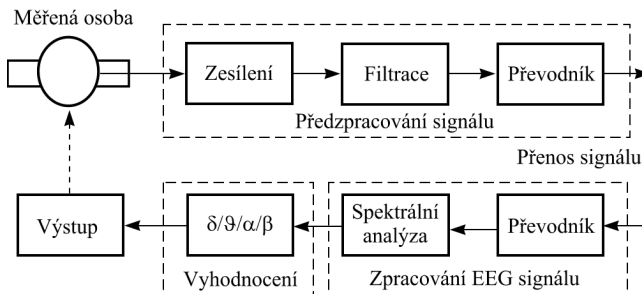 Měřená osoba
Zesílení
Filtrace
Převodník
Předzpracování signálu
Přenos signálu
Výstup
δ/ϑ/α/β
Spektrální
analýza
Převodník
Vyhodnocení
Zpracování EEG signálu